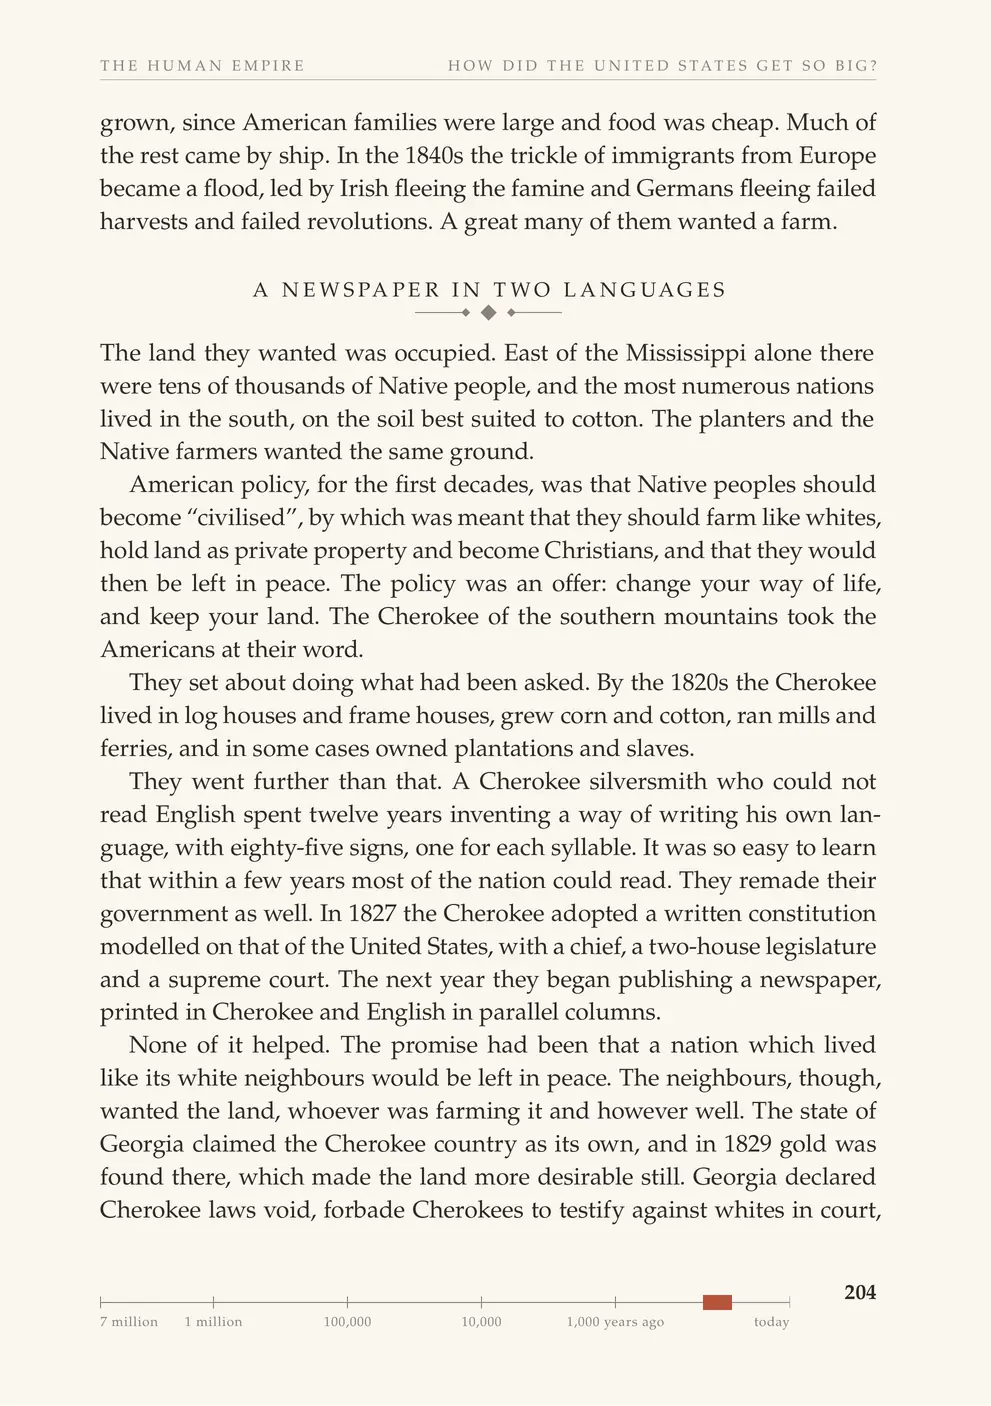 THE HUMAN EMPIRE
HOW DID THE UNITED STATES GET SO BIG?
grown, since American families were large and food was cheap. Much of
the rest came by ship. In the 1840s the trickle of immigrants from Europe
became a flood, led by Irish fleeing the famine and Germans fleeing failed
harvests and failed revolutions. A great many of them wanted a farm.
A NEWSPAPER IN TWO LANGUAGES
The land they wanted was occupied. East of the Mississippi alone there
were tens of thousands of Native people, and the most numerous nations
lived in the south, on the soil best suited to cotton. The planters and the
Native farmers wanted the same ground.
American policy, for the first decades, was that Native peoples should
become “civilised”, by which was meant that they should farm like whites,
hold land as private property and become Christians, and that they would
then be left in peace. The policy was an offer: change your way of life,
and keep your land. The Cherokee of the southern mountains took the
Americans at their word.
They set about doing what had been asked. By the 1820s the Cherokee
lived in log houses and frame houses, grew corn and cotton, ran mills and
ferries, and in some cases owned plantations and slaves.
They went further than that. A Cherokee silversmith who could not
read English spent twelve years inventing a way of writing his own lan-
guage, with eighty-five signs, one for each syllable. It was so easy to learn
that within a few years most of the nation could read. They remade their
government as well. In 1827 the Cherokee adopted a written constitution
modelled on that of the United States, with a chief, a two-house legislature
and a supreme court. The next year they began publishing a newspaper,
printed in Cherokee and English in parallel columns.
None of it helped. The promise had been that a nation which lived
like its white neighbours would be left in peace. The neighbours, though,
wanted the land, whoever was farming it and however well. The state of
Georgia claimed the Cherokee country as its own, and in 1829 gold was
found there, which made the land more desirable still. Georgia declared
Cherokee laws void, forbade Cherokees to testify against whites in court,
204
7 million
1 million
100,000
10,000
1,000 years ago
today